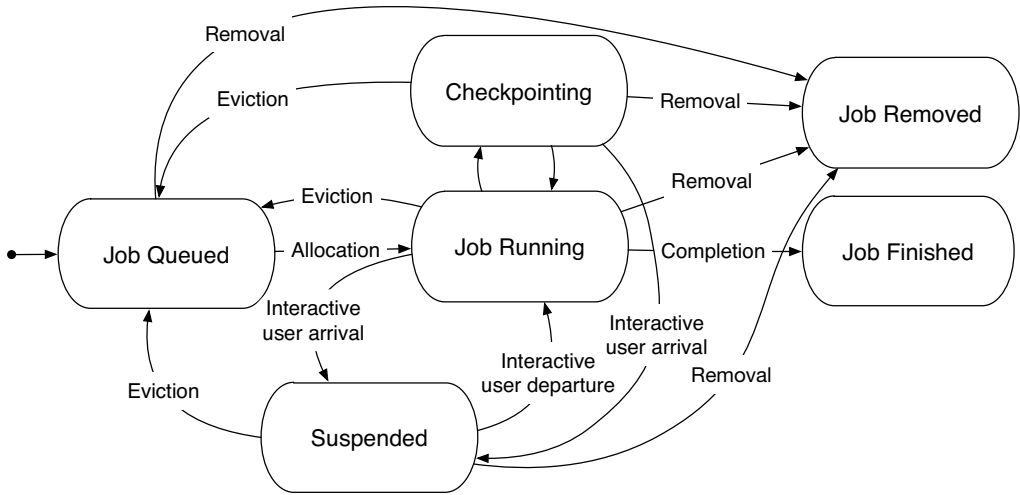 Removal
Checkpointing
Eviction
Removal
Job Removed
Removal
Eviction
Job Queued
Allocation
Job Running
Completion
Job Finished
Interactive
user arrival
Interactive
user arrival
Interactive
user departure
Removal
Eviction
Suspended